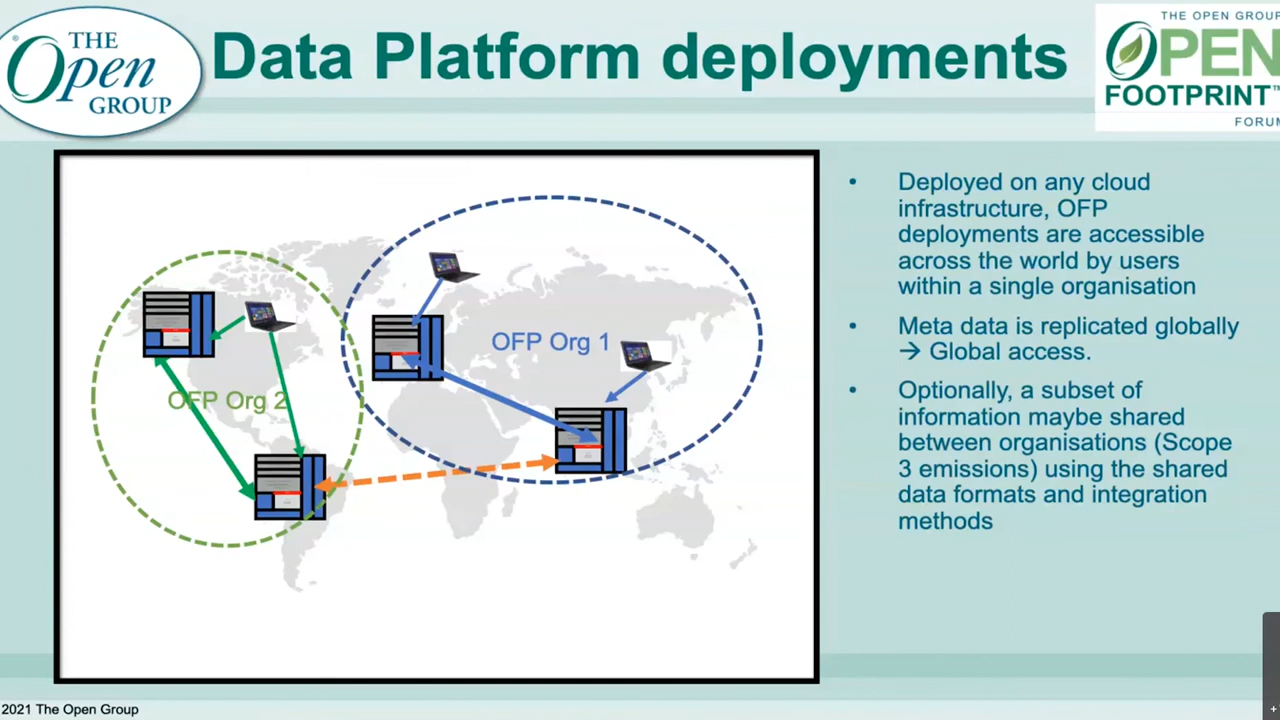 THE
Open
GROUP
®
Data Platform deployments
THE OPEN GROUP
OPEN
FOOTPRINT™
FORUM
OFP Org 1
OFP Org 2
• Deployed on any cloud
infrastructure, OFP
deployments are accessible
across the world by users
within a single organisation
• Meta data is replicated globally
→ Global access.
• Optionally, a subset of
information maybe shared
between organisations (Scope
3 emissions) using the shared
data formats and integration
methods
2021 The Open Group